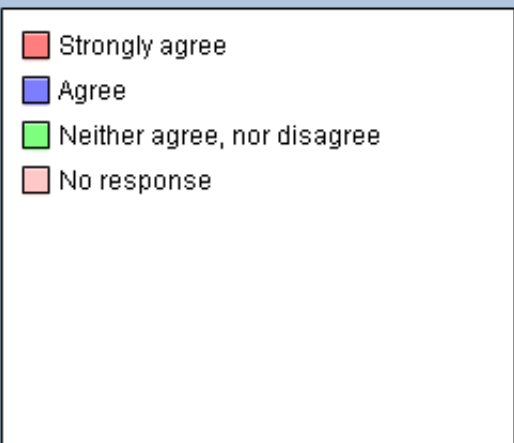 Strongly agree
Agree
Neither agree, nor disagree
No response